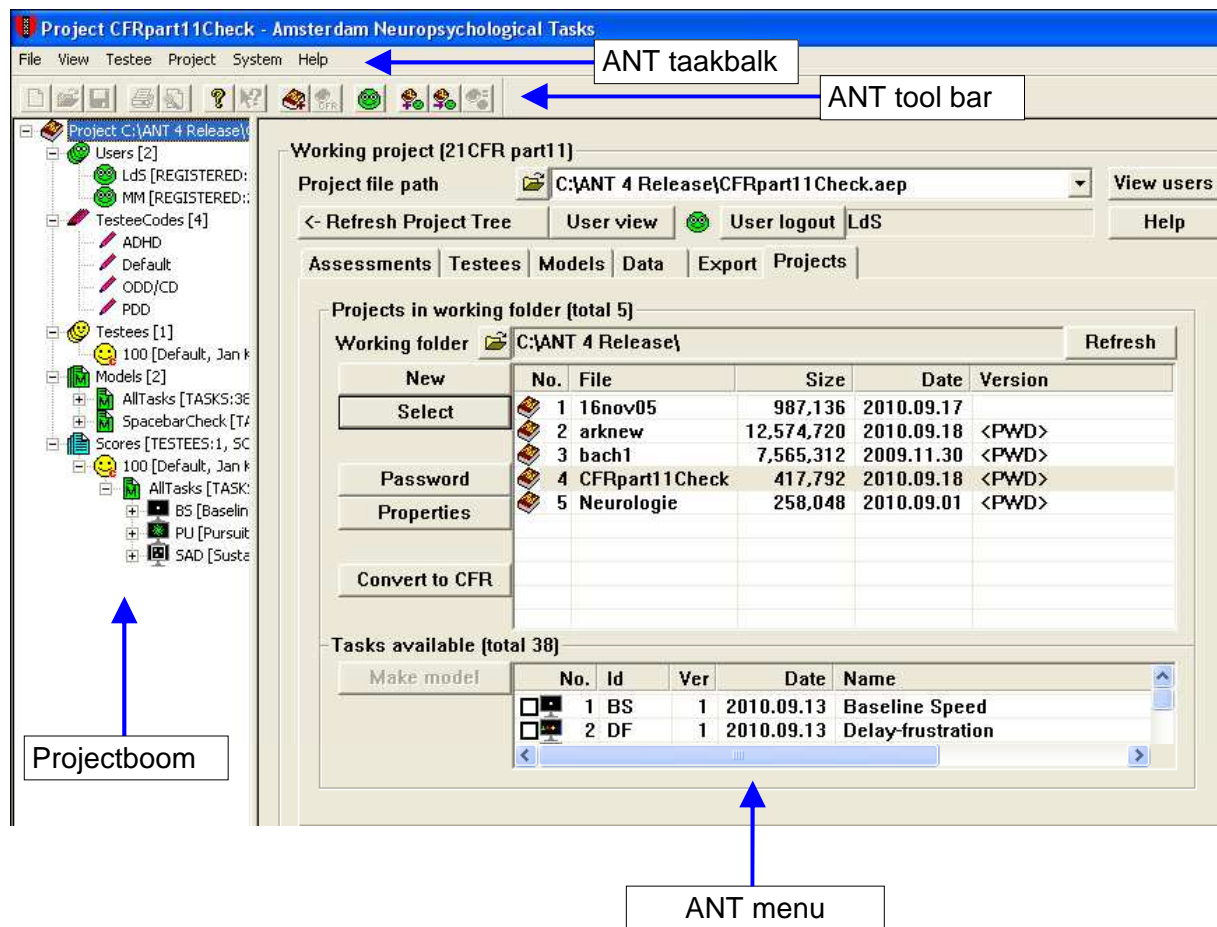 Project CFRpart11Check - Amsterdam Neuropsychological Tasks
File View Testee Project System Help
ANT taakbalk
CFR
ANT tool bar
Project C:\ANT 4 Release\
Users [2]
LdS [REGISTERED:
MM [REGISTERED:
TesteeCodes [4]
ADHD
Default
ODD/CD
PDD
Testees [1]
100 [Default, Jan
Models [2]
AllTasks [TASKS:
SpacebarCheck
Scores [TESTEES:1, SC
100 [Default, Jan
AllTasks [TASK:
BS [Baselin
PU [Pursuit
SAD [Susta
Projectboom
Working project (21CFR part11)
Project file path C:\ANT 4 Release\CFRpart11Check.aep View users
<- Refresh Project Tree User view User logout LdS Help
Assessments Testees Models Data Export Projects
Projects in working folder (total 5)
Working folder C:\ANT 4 Release\ Refresh
New
Select
Password
Properties
Convert to CFR
No. File Size Date Version
1 16nov05 987,136 2010.09.17
2 arknew 12,574,720 2010.09.18 <PWD>
3 bach1 7,565,312 2009.11.30 <PWD>
4 CFRpart11Check 417,792 2010.09.18 <PWD>
5 Neurologie 258,048 2010.09.01 <PWD>
Tasks available (total 38)
Make model
No. Id Ver Date Name
1 BS 1 2010.09.13 Baseline Speed
2 DF 1 2010.09.13 Delay-frustration
ANT menu